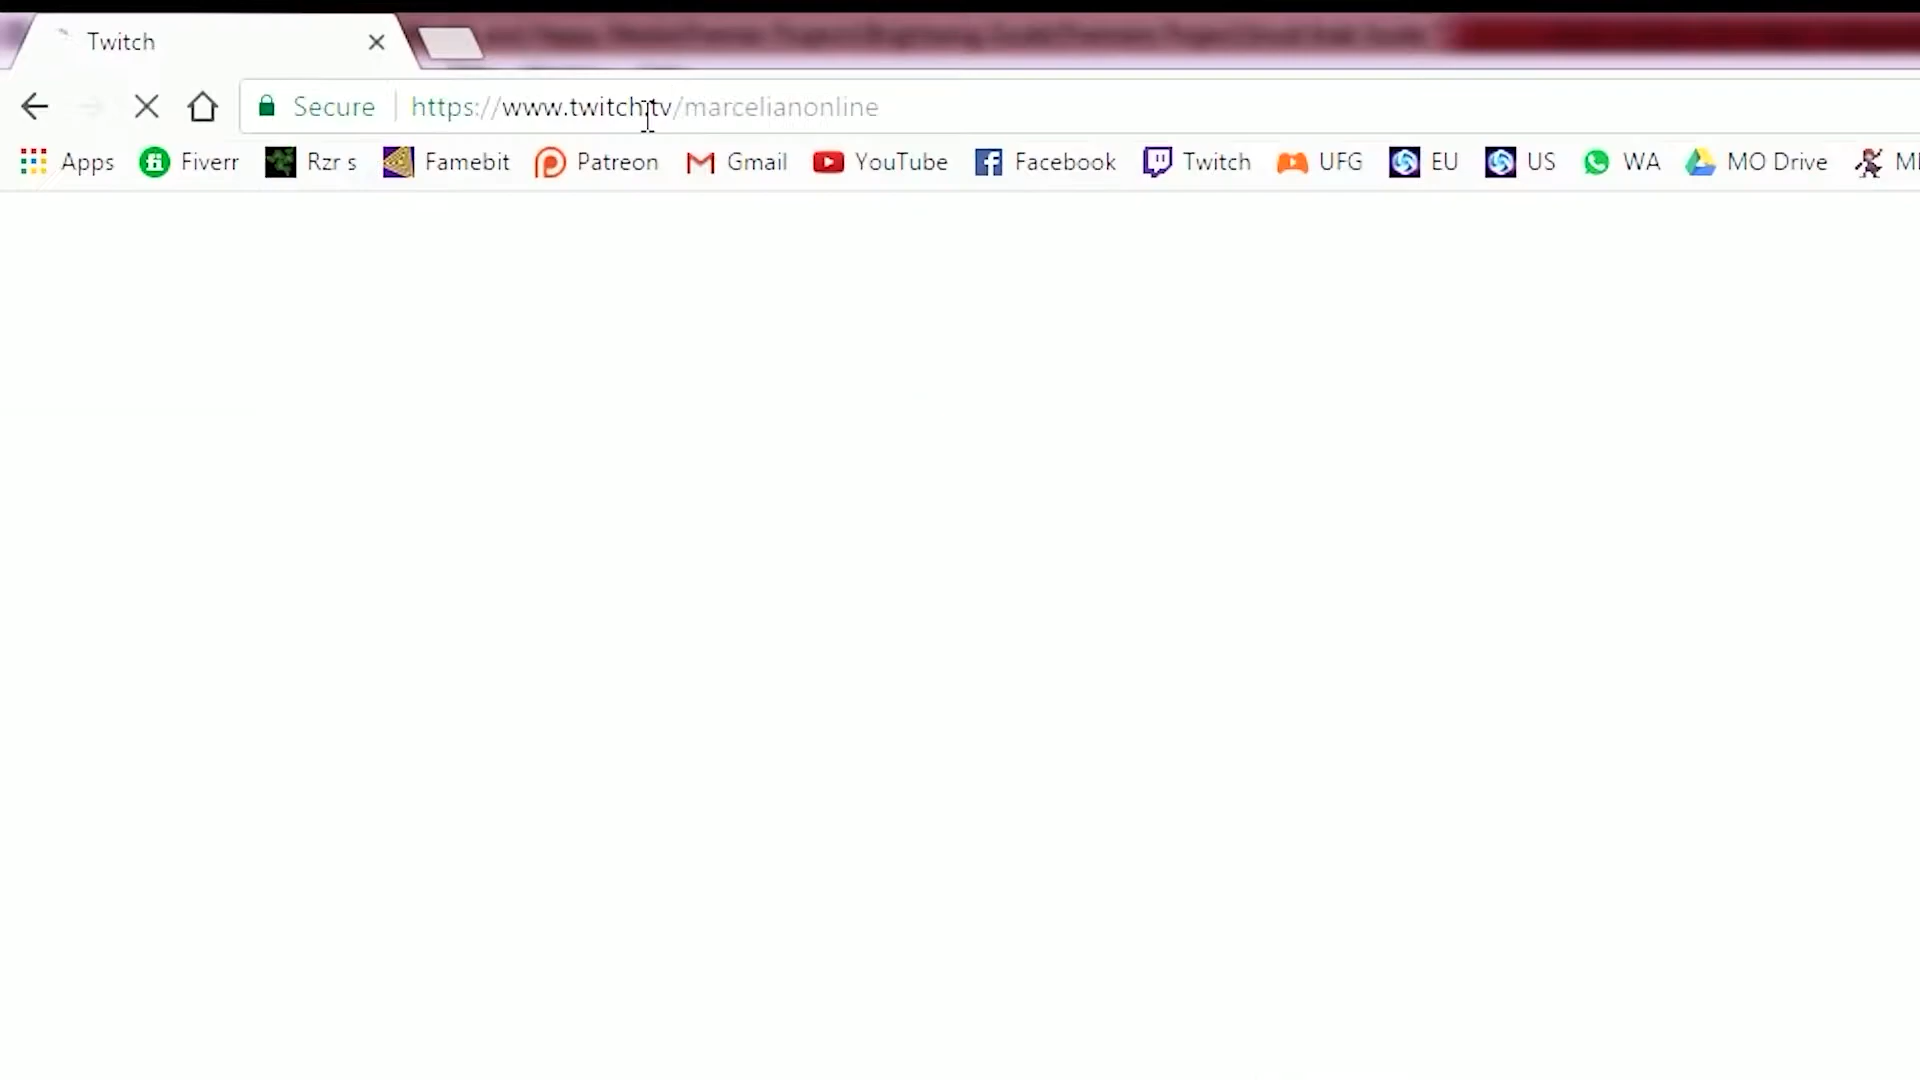 Twitch
Secure https://www.twitch.tv/marcelianonline
Apps Fiverr Rzr s Famebit Patreon Gmail YouTube Facebook Twitch UFG EU US WA MO Drive